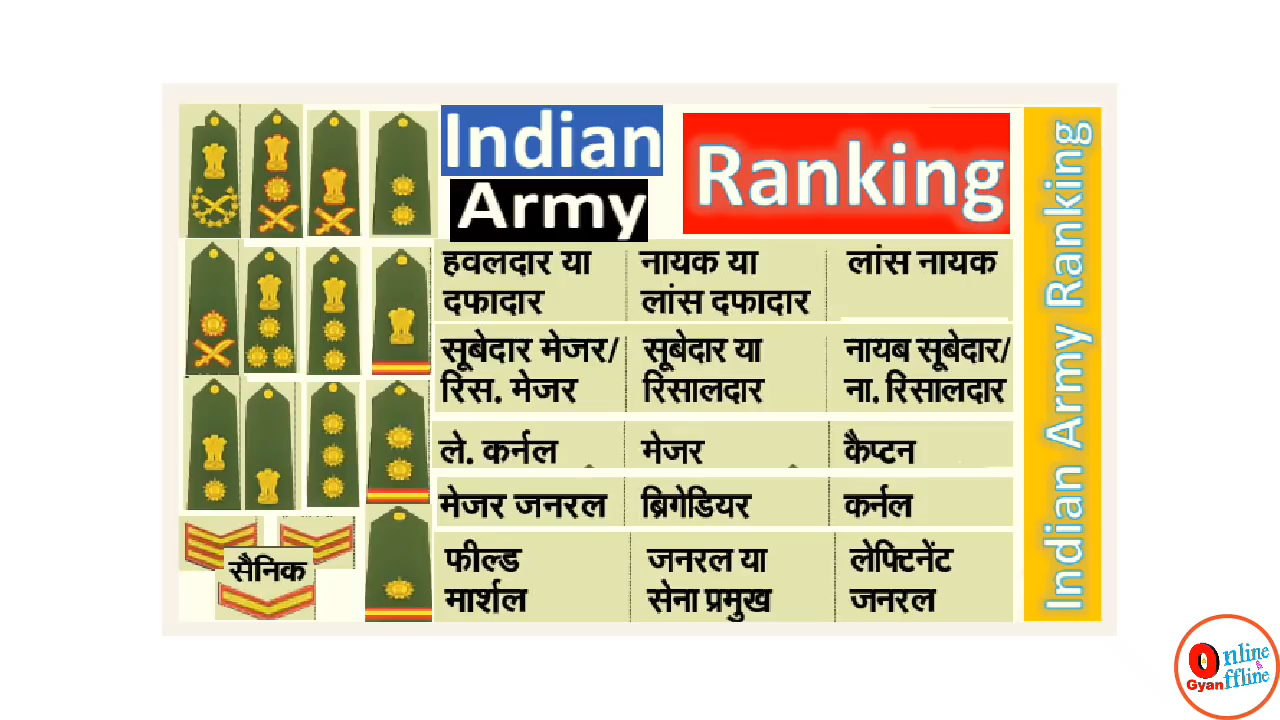 Indian
Army
Ranking
हवलदार या
दफादार
नायक या
लांस दफादार
लांस नायक
सूबेदार मेजर/
रिस. मेजर
सूबेदार या
रिसालदार
नायब सूबेदार/
ना. रिसालदार
ले. कर्नल
मेजर
कैप्टन
मेजर जनरल
ब्रिगेडियर
कर्नल
फील्ड
मार्शल
जनरल या
सेना प्रमुख
लेफ्टिनेंट
जनरल
सैनिक
Indian Army Ranking
Online
&
Gyan ffline